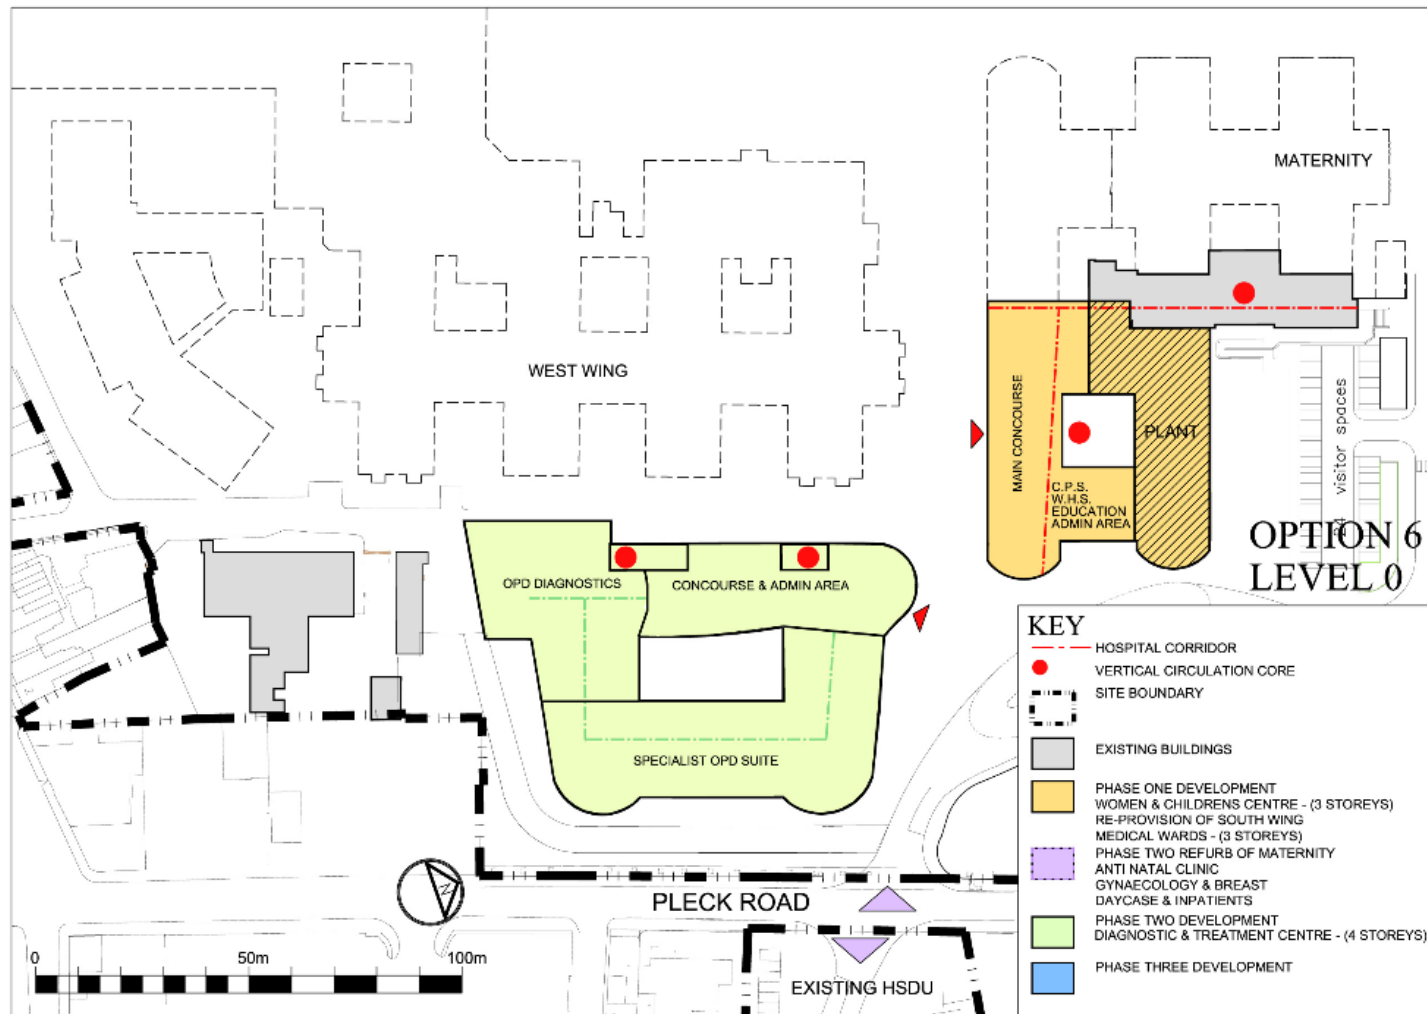 MATERNITY
WEST WING
MAIN CONCOURSE
PLANT
C.P.S.
W.H.S.
EDUCATION
ADMIN AREA
visitor spaces
OPTION 6
LEVEL 0
OPD DIAGNOSTICS
CONCOURSE & ADMIN AREA
SPECIALIST OPD SUITE
KEY
HOSPITAL CORRIDOR
VERTICAL CIRCULATION CORE
SITE BOUNDARY
EXISTING BUILDINGS
PHASE ONE DEVELOPMENT
WOMEN & CHILDRENS CENTRE - (3 STOREYS)
RE-PROVISION OF SOUTH WING
MEDICAL WARDS - (3 STOREYS)
PHASE TWO REFURB OF MATERNITY
ANTI NATAL CLINIC
GYNAECOLOGY & BREAST
DAYCASE & INPATIENTS
PHASE TWO DEVELOPMENT
DIAGNOSTIC & TREATMENT CENTRE - (4 STOREYS)
PHASE THREE DEVELOPMENT
N
PLECK ROAD
EXISTING HSDU
0 50m 100m